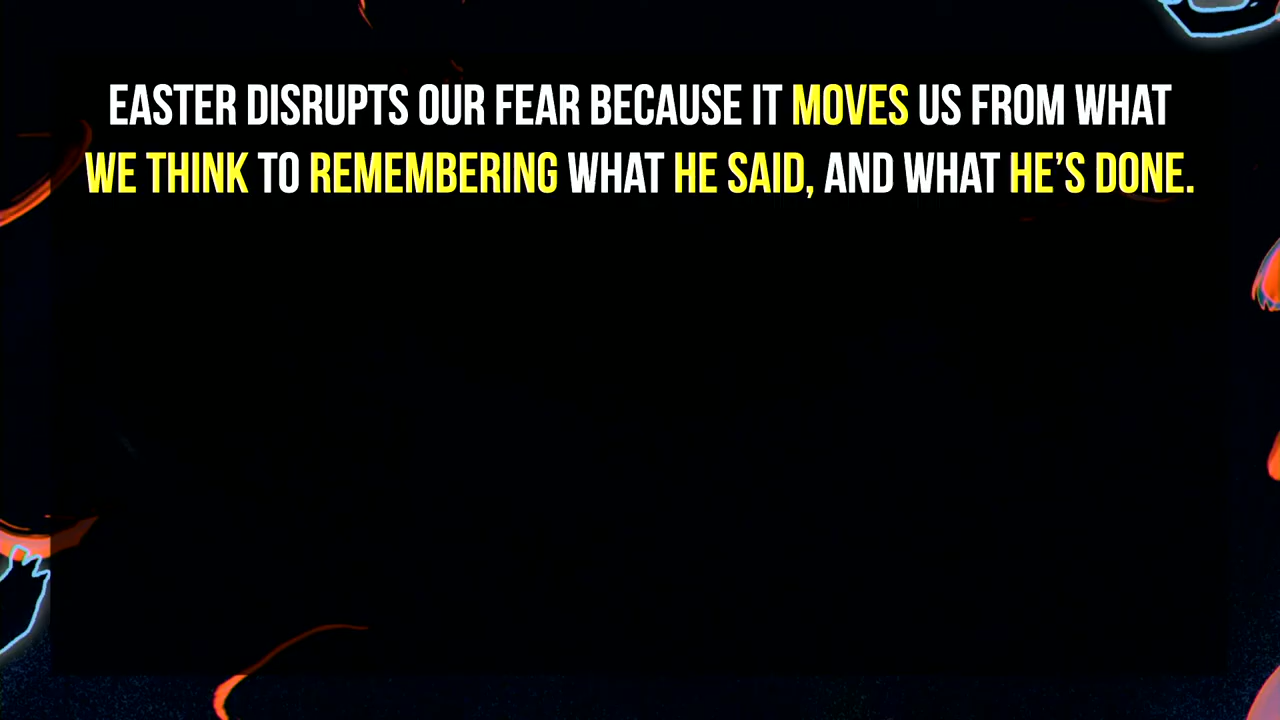 EASTER DISRUPTS OUR FEAR BECAUSE IT MOVES US FROM WHAT
WE THINK TO REMEMBERING WHAT HE SAID, AND WHAT HE’S DONE.